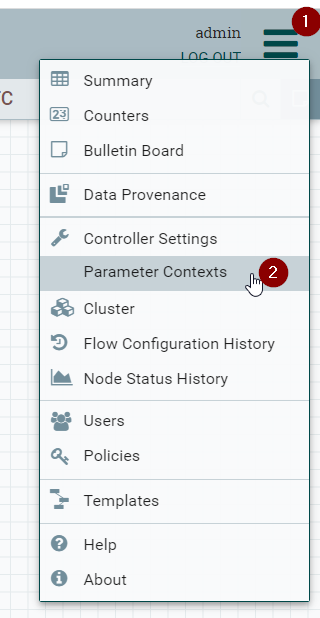 1
admin
LOG OUT
Summary
23
Counters
Bulletin Board
Data Provenance
Controller Settings
Parameter Contexts
2
Cluster
Flow Configuration History
Node Status History
Users
Policies
Templates
Help
About